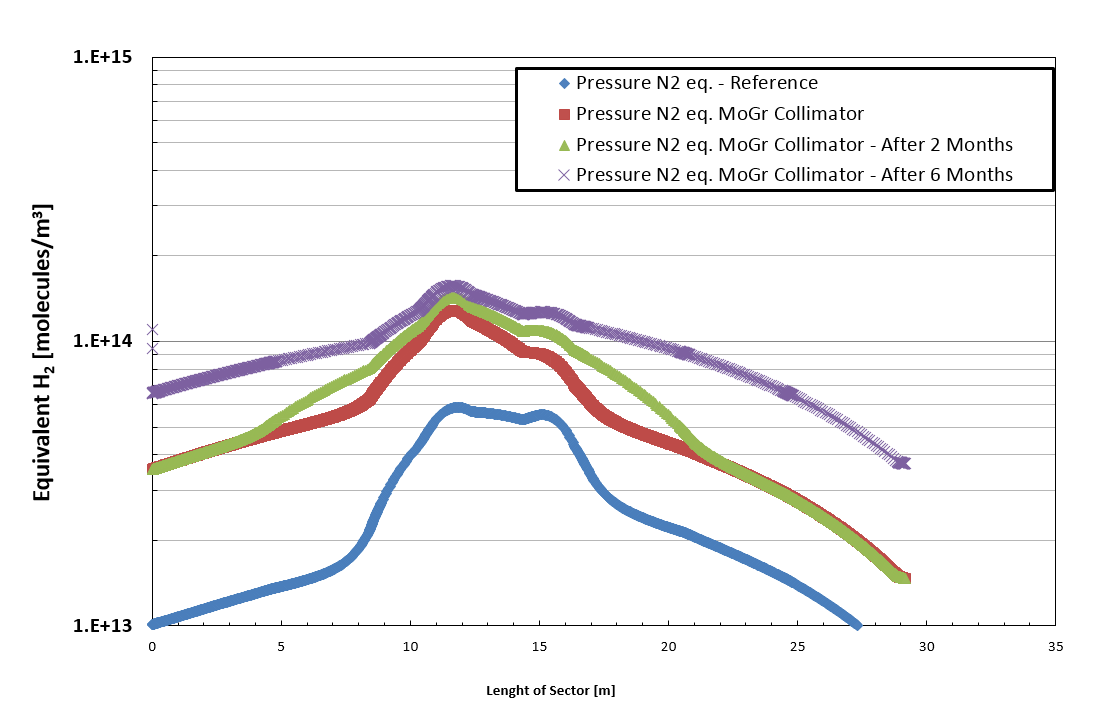 1.E+15
Pressure N2 eq. - Reference
Pressure N2 eq. MoGr Collimator
Pressure N2 eq. MoGr Collimator - After 2 Months
Pressure N2 eq. MoGr Collimator - After 6 Months
Equivalent H2 [molecules/m³]
1.E+14
1.E+13
0 5 10 15 20 25 30 35
Lenght of Sector [m]